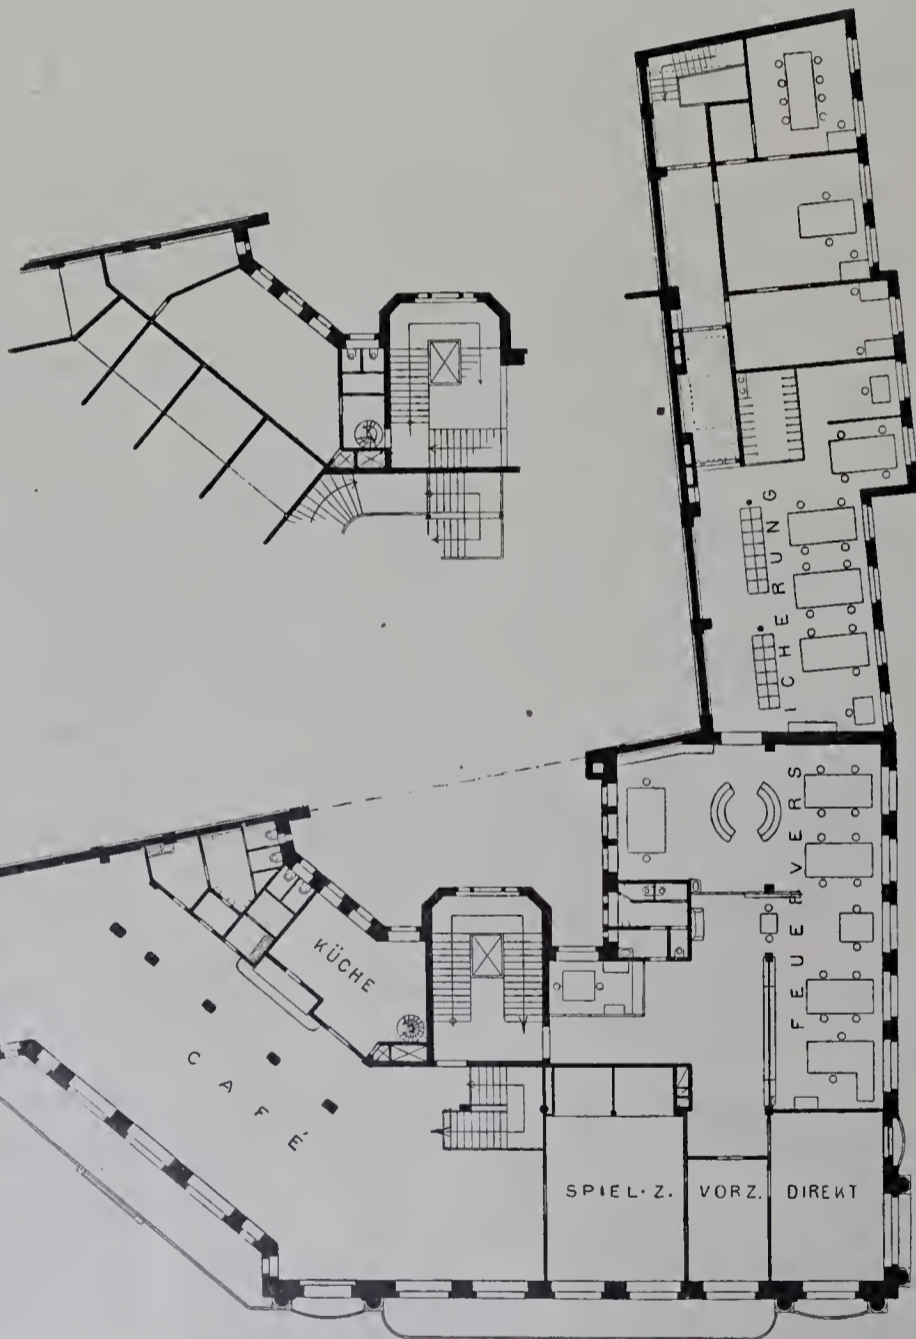 KÜCHE
CAFÉ
SPIEL·Z.
VORZ.
DIREKT
FEUERVERSICHERUNG